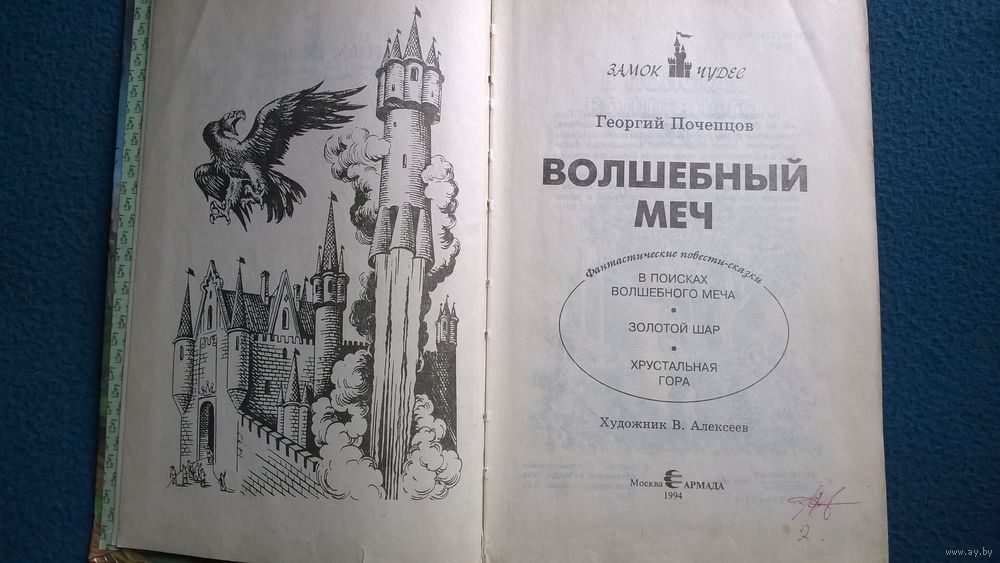 ЗАМОК ЧУДЕС
Георгий Почепцов
ВОЛШЕБНЫЙ
МЕЧ
Фантастические повести-сказки
В ПОИСКАХ
ВОЛШЕБНОГО МЕЧА
•
ЗОЛОТОЙ ШАР
•
ХРУСТАЛЬНАЯ
ГОРА
Художник В. Алексеев
Москва АРМАДА
1994
2.
www.ay.by